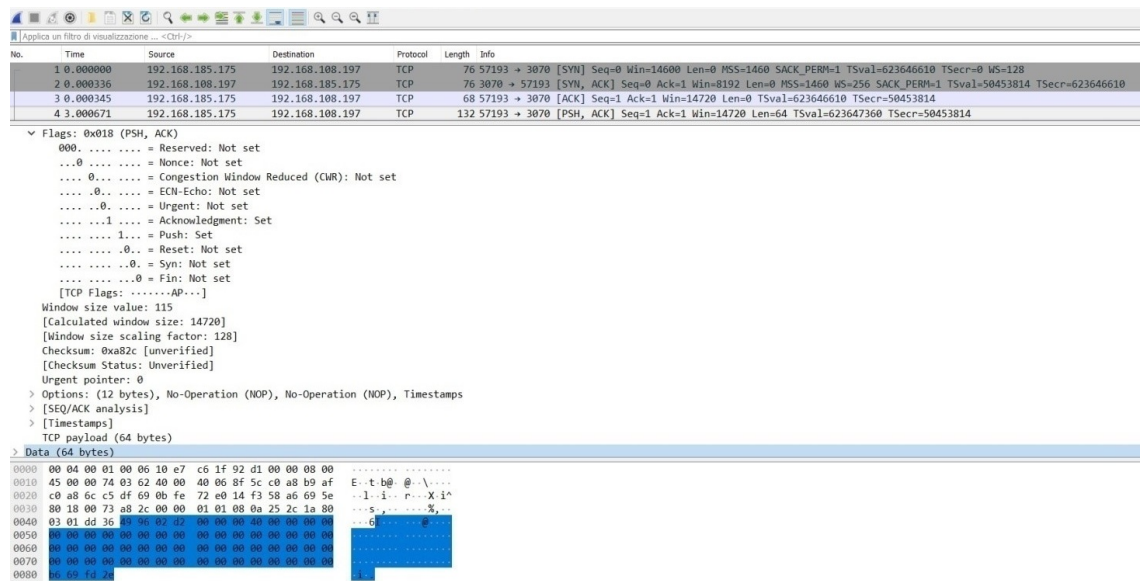 Applica un filtro di visualizzazione ... <Ctrl-/>
No. Time Source Destination Protocol Length Info
1 0.000000 192.168.185.175 192.168.108.197 TCP 76 57193 → 3070 [SYN] Seq=0 Win=14600 Len=0 MSS=1460 SACK_PERM=1 TSval=623646610 TSecr=0 WS=128
2 0.000336 192.168.108.197 192.168.185.175 TCP 76 3070 → 57193 [SYN, ACK] Seq=0 Ack=1 Win=8192 Len=0 MSS=1460 WS=256 SACK_PERM=1 TSval=50453814 TSecr=623646610
3 0.000345 192.168.185.175 192.168.108.197 TCP 68 57193 → 3070 [ACK] Seq=1 Ack=1 Win=14720 Len=0 TSval=623646610 TSecr=50453814
4 3.000671 192.168.185.175 192.168.108.197 TCP 132 57193 → 3070 [PSH, ACK] Seq=1 Ack=1 Win=14720 Len=64 TSval=623647360 TSecr=50453814
Flags: 0x018 (PSH, ACK)
000. .... .... = Reserved: Not set
...0 .... .... = Nonce: Not set
.... 0... .... = Congestion Window Reduced (CWR): Not set
.... .0.. .... = ECN-Echo: Not set
.... ..0. .... = Urgent: Not set
.... ...1 .... = Acknowledgment: Set
.... .... 1... = Push: Set
.... .... .0.. = Reset: Not set
.... .... ..0. = Syn: Not set
.... .... ...0 = Fin: Not set
[TCP Flags: ·······AP···]
Window size value: 115
[Calculated window size: 14720]
[Window size scaling factor: 128]
Checksum: 0xa82c [unverified]
[Checksum Status: Unverified]
Urgent pointer: 0
> Options: (12 bytes), No-Operation (NOP), No-Operation (NOP), Timestamps
> [SEQ/ACK analysis]
> [Timestamps]
TCP payload (64 bytes)
> Data (64 bytes)
0000 00 04 00 01 00 06 10 e7 c6 1f 92 d1 00 00 08 00 ········ ········
0010 45 00 00 74 03 62 40 00 40 06 8f 5c c0 a8 b9 af E··t·b@· @··\····
0020 c0 a8 6c c5 df 69 0b fe 72 e0 14 f3 58 a6 69 5e ··l··i·· r···X·i^
0030 80 18 00 73 a8 2c 00 00 01 01 08 0a 25 2c 1a 80 ···s·,·· ····%,··
0040 03 01 dd 36 49 96 02 d2 00 00 00 40 00 00 00 00 ···6I··· ···@····
0050 00 00 00 00 00 00 00 00 00 00 00 00 00 00 00 00 ········ ········
0060 00 00 00 00 00 00 00 00 00 00 00 00 00 00 00 00 ········ ········
0070 00 00 00 00 00 00 00 00 00 00 00 00 00 00 00 00 ········ ········
0080 b6 69 fd 2e ·i·.